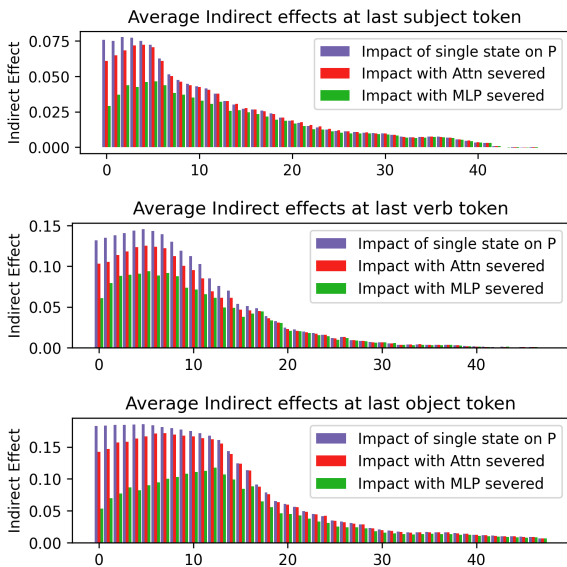 Average Indirect effects at last subject token
Indirect Effect
0.075
0.050
0.025
0.000
Impact of single state on P
Impact with Attn severed
Impact with MLP severed
0 10 20 30 40
Average Indirect effects at last verb token
Indirect Effect
0.15
0.10
0.05
0.00
Impact of single state on P
Impact with Attn severed
Impact with MLP severed
0 10 20 30 40
Average Indirect effects at last object token
Indirect Effect
0.15
0.10
0.05
0.00
Impact of single state on P
Impact with Attn severed
Impact with MLP severed
0 10 20 30 40